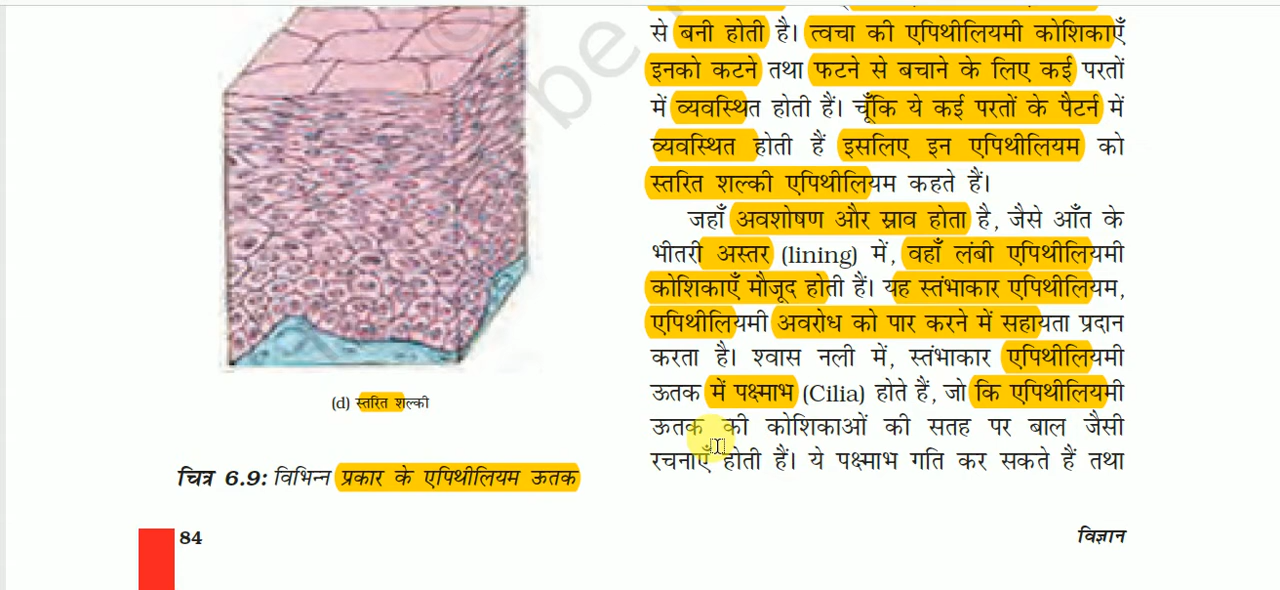 (d) स्तरित शल्की
चित्र 6.9: विभिन्न प्रकार के एपिथीलियम ऊतक
से बनी होती है। त्वचा की एपिथीलियमी कोशिकाएँ
इनको कटने तथा फटने से बचाने के लिए कई परतों
में व्यवस्थित होती हैं। चूँकि ये कई परतों के पैटर्न में
व्यवस्थित होती हैं इसलिए इन एपिथीलियम को
स्तरित शल्की एपिथीलियम कहते हैं।
जहाँ अवशोषण और स्राव होता है, जैसे आँत के
भीतरी अस्तर (lining) में, वहाँ लंबी एपिथीलियमी
कोशिकाएँ मौजूद होती हैं। यह स्तंभाकार एपिथीलियम,
एपिथीलियमी अवरोध को पार करने में सहायता प्रदान
करता है। श्वास नली में, स्तंभाकार एपिथीलियमी
ऊतक में पक्ष्माभ (Cilia) होते हैं, जो कि एपिथीलियमी
ऊतक की कोशिकाओं की सतह पर बाल जैसी
रचनाएँ होती हैं। ये पक्ष्माभ गति कर सकते हैं तथा
84
विज्ञान